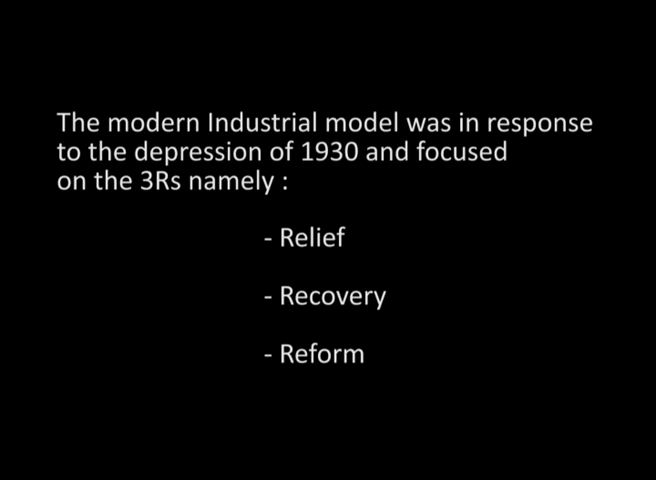 The modern Industrial model was in response
to the depression of 1930 and focused
on the 3Rs namely :
- Relief
- Recovery
- Reform